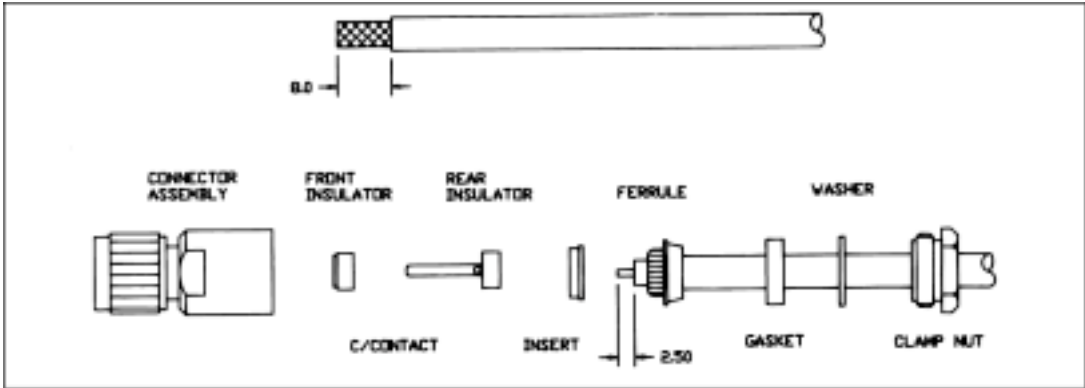 8.0
CONNECTOR
ASSEMBLY
FRONT
INSULATOR
REAR
INSULATOR
FERRULE
WASHER
C/CONTACT
INSERT
2.50
GASKET
CLAMP NUT